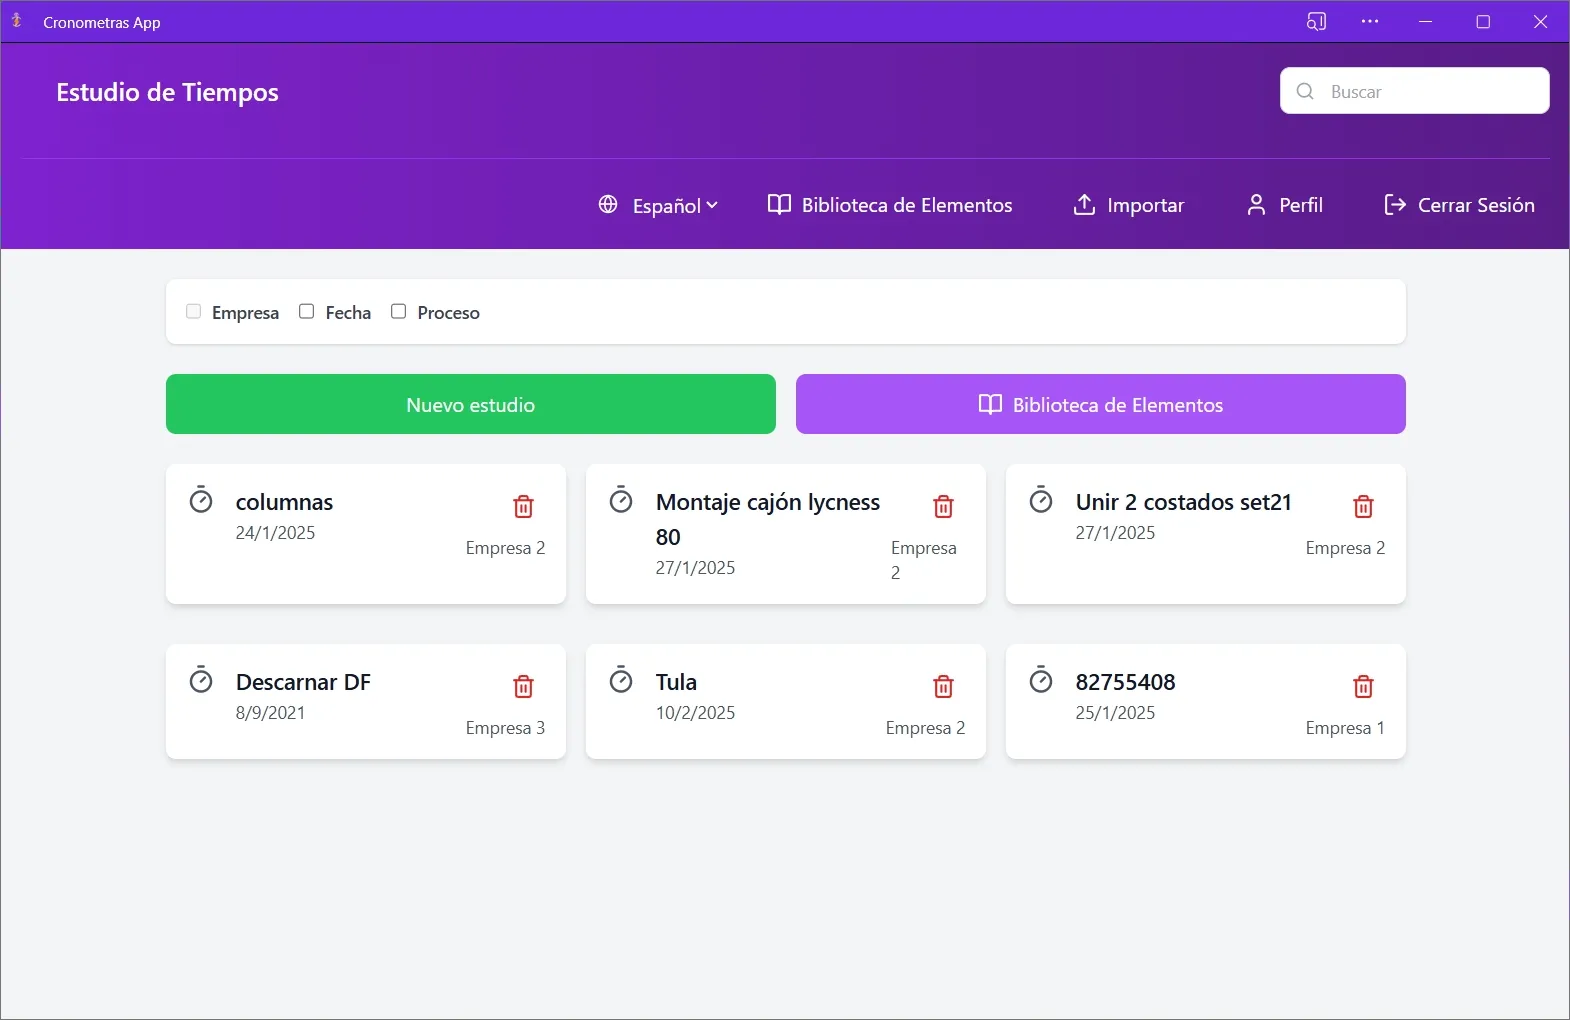 Cronometras App
Estudio de Tiempos
Buscar
Español
Biblioteca de Elementos
Importar
Perfil
Cerrar Sesión
Empresa
Fecha
Proceso
Nuevo estudio
Biblioteca de Elementos
columnas
24/1/2025
Empresa 2
Montaje cajón lycness
80
27/1/2025
Empresa
2
Unir 2 costados set21
27/1/2025
Empresa 2
Descarnar DF
8/9/2021
Empresa 3
Tula
10/2/2025
Empresa 2
82755408
25/1/2025
Empresa 1